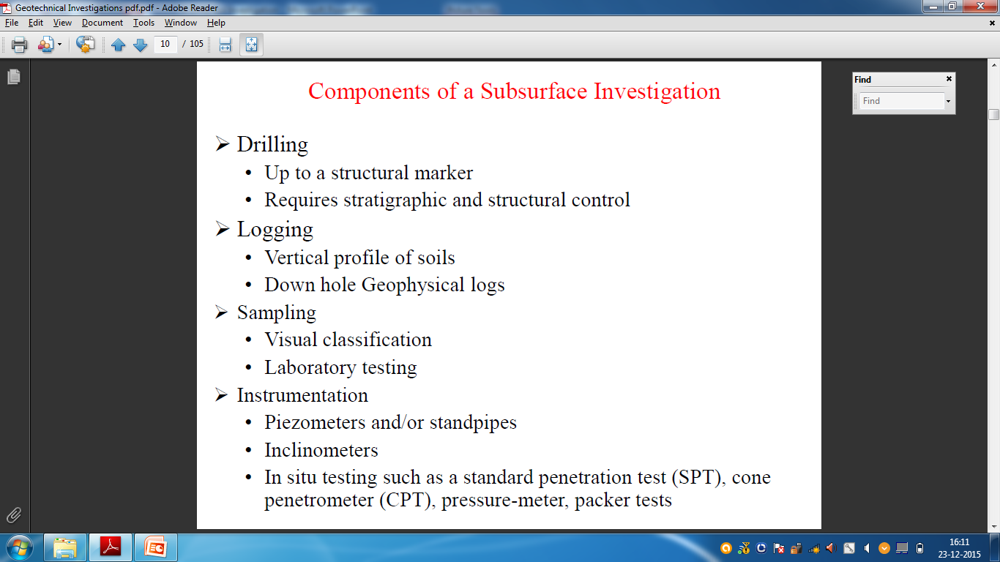 Geotechnical Investigations pdf.pdf - Adobe Reader
File Edit View Document Tools Window Help
10 / 105
Find
Find
Components of a Subsurface Investigation
➢ Drilling
• Up to a structural marker
• Requires stratigraphic and structural control
➢ Logging
• Vertical profile of soils
• Down hole Geophysical logs
➢ Sampling
• Visual classification
• Laboratory testing
➢ Instrumentation
• Piezometers and/or standpipes
• Inclinometers
• In situ testing such as a standard penetration test (SPT), cone
penetrometer (CPT), pressure-meter, packer tests
16:11
23-12-2015